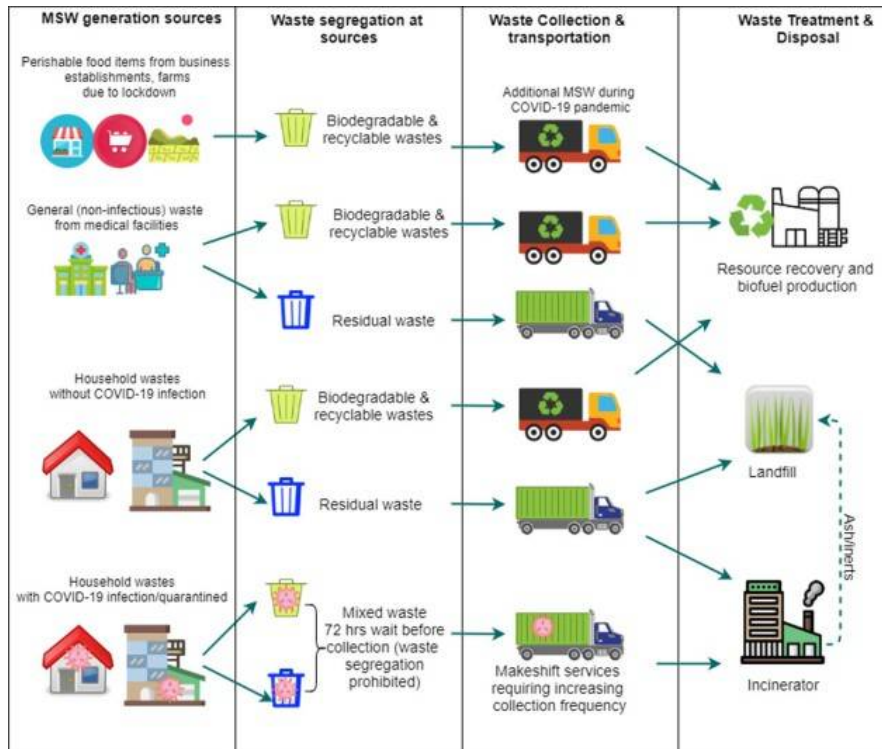 MSW generation sources
Waste segregation at
sources
Waste Collection &
transportation
Waste Treatment &
Disposal
Perishable food items from business
establishments, farms
due to lockdown
Biodegradable &
recyclable wastes
Additional MSW during
COVID-19 pandemic
General (non-infectious) waste
from medical facilities
Biodegradable &
recyclable wastes
Resource recovery and
biofuel production
Residual waste
Household wastes
without COVID-19 infection
Biodegradable &
recyclable wastes
Residual waste
Landfill
Ash/inerts
Household wastes
with COVID-19 infection/quarantined
Mixed waste
72 hrs wait before
collection (waste
segregation
prohibited)
Makeshift services
requiring increasing
collection frequency
Incinerator